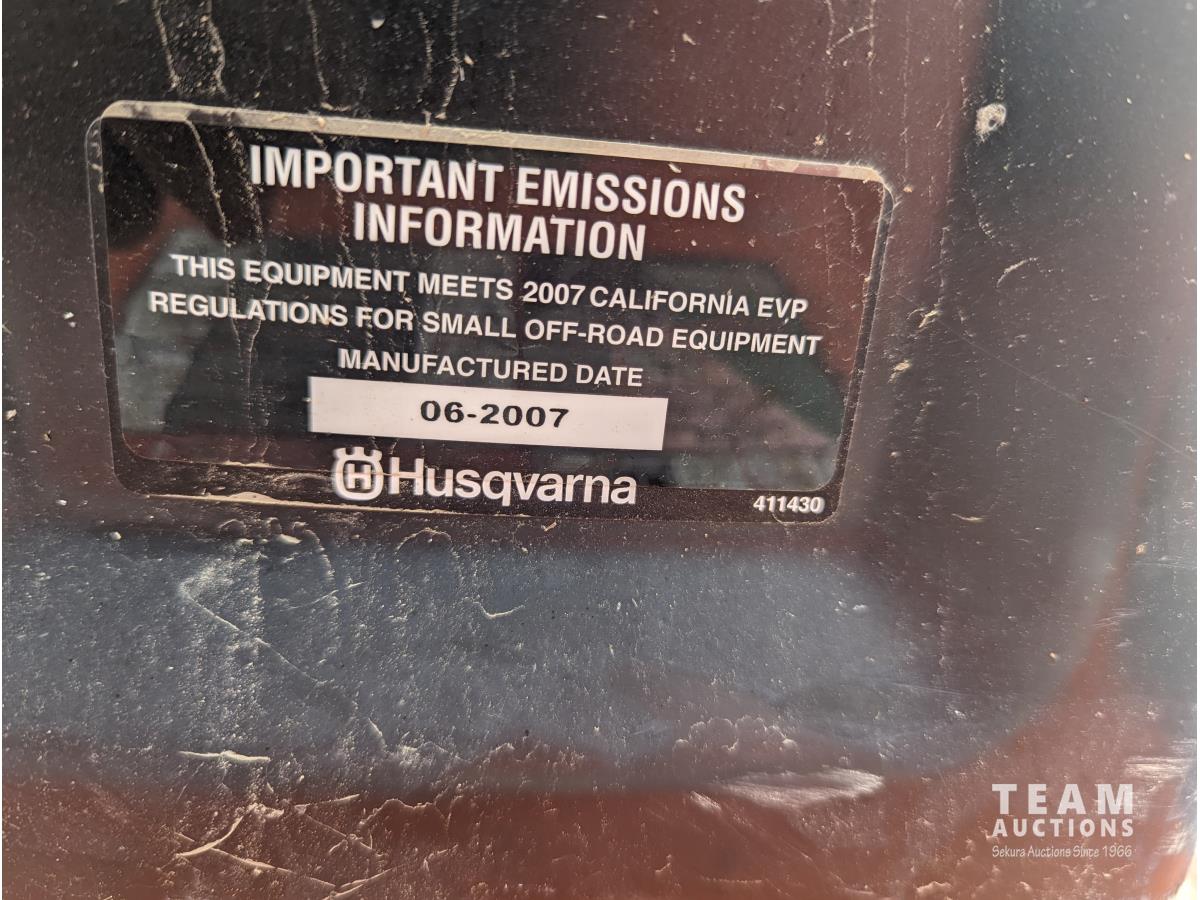 IMPORTANT EMISSIONS
INFORMATION
THIS EQUIPMENT MEETS 2007 CALIFORNIA EVP
REGULATIONS FOR SMALL OFF-ROAD EQUIPMENT
MANUFACTURED DATE
06-2007
H Husqvarna
411430
TEAM
AUCTIONS
Sekura Auctions Since 1966